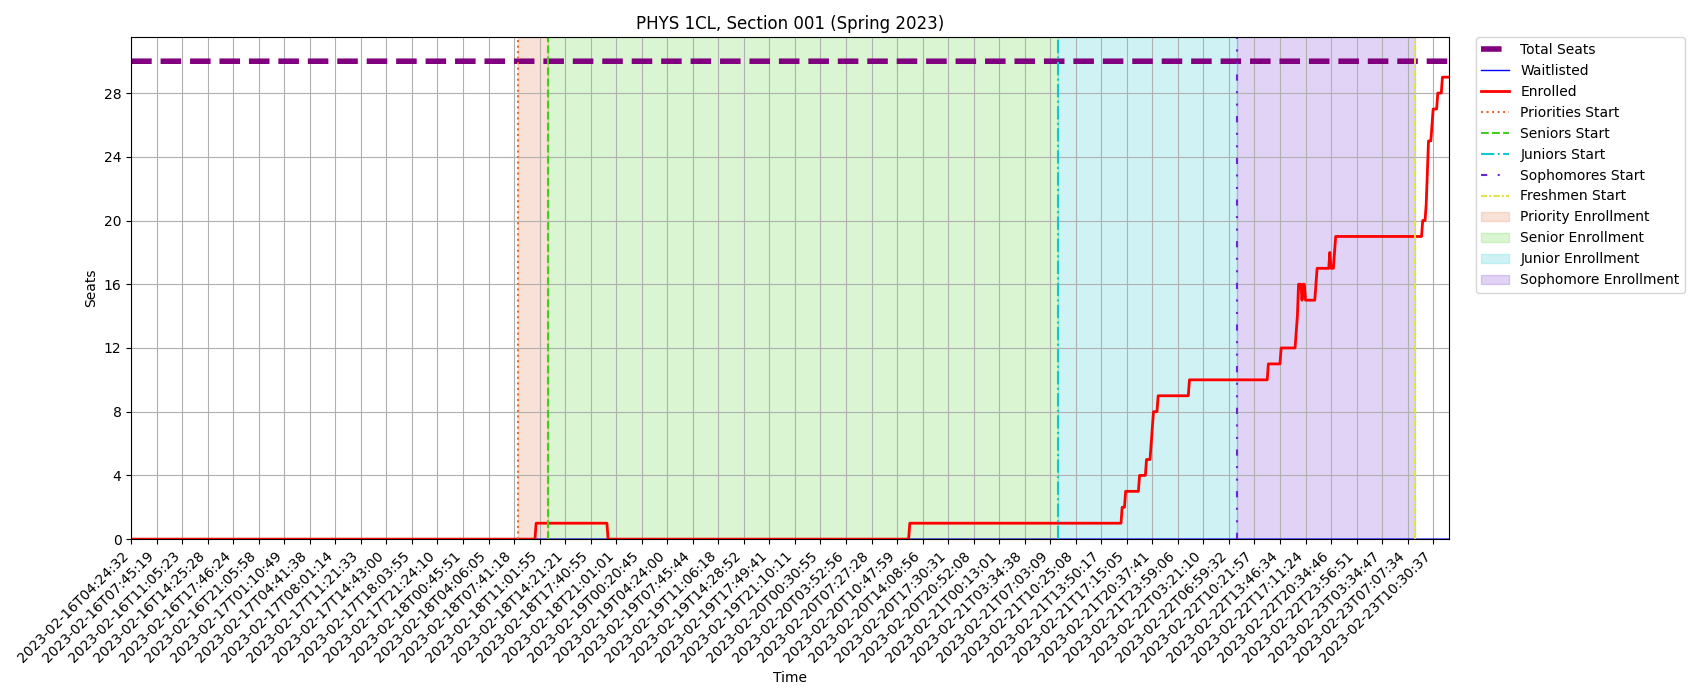 PHYS 1CL, Section 001 (Spring 2023)
Total Seats
Waitlisted
Enrolled
Priorities Start
Seniors Start
Juniors Start
Sophomores Start
Freshmen Start
Priority Enrollment
Senior Enrollment
Junior Enrollment
Sophomore Enrollment
Seats
28
24
20
16
12
8
4
0
2023-02-16T04:24:32
2023-02-16T07:45:19
2023-02-16T11:05:23
2023-02-16T14:25:28
2023-02-16T17:46:24
2023-02-16T21:05:58
2023-02-17T01:10:49
2023-02-17T04:41:38
2023-02-17T08:01:14
2023-02-17T11:21:33
2023-02-17T14:43:00
2023-02-17T18:03:55
2023-02-17T21:24:10
2023-02-18T00:45:51
2023-02-18T04:06:05
2023-02-18T07:41:18
2023-02-18T11:01:55
2023-02-18T14:21:21
2023-02-18T17:40:55
2023-02-18T21:01:01
2023-02-19T00:20:45
2023-02-19T04:24:00
2023-02-19T07:45:44
2023-02-19T11:06:18
2023-02-19T14:28:52
2023-02-19T17:49:41
2023-02-19T21:10:11
2023-02-20T00:30:55
2023-02-20T03:52:56
2023-02-20T07:27:28
2023-02-20T10:47:59
2023-02-20T14:08:56
2023-02-20T17:30:31
2023-02-20T20:52:08
2023-02-21T00:13:01
2023-02-21T03:34:38
2023-02-21T07:03:09
2023-02-21T10:25:08
2023-02-21T13:50:17
2023-02-21T17:15:05
2023-02-21T20:37:41
2023-02-21T23:59:06
2023-02-22T03:21:10
2023-02-22T06:59:32
2023-02-22T10:21:57
2023-02-22T13:46:34
2023-02-22T17:11:24
2023-02-22T20:34:46
2023-02-22T23:56:51
2023-02-23T03:34:47
2023-02-23T07:07:34
2023-02-23T10:30:37
Time